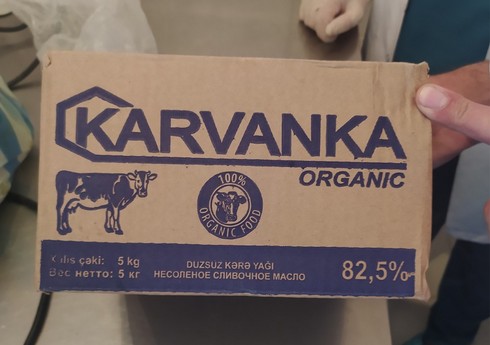 KARVANKA
ORGANIC
100%
ORGANIC FOOD
Xalis çəki: 5 kg
Вес нетто: 5 кг
DUZSUZ KƏRƏ YAĞI
НЕСОЛЕНОЕ СЛИВОЧНОЕ МАСЛО
82,5%